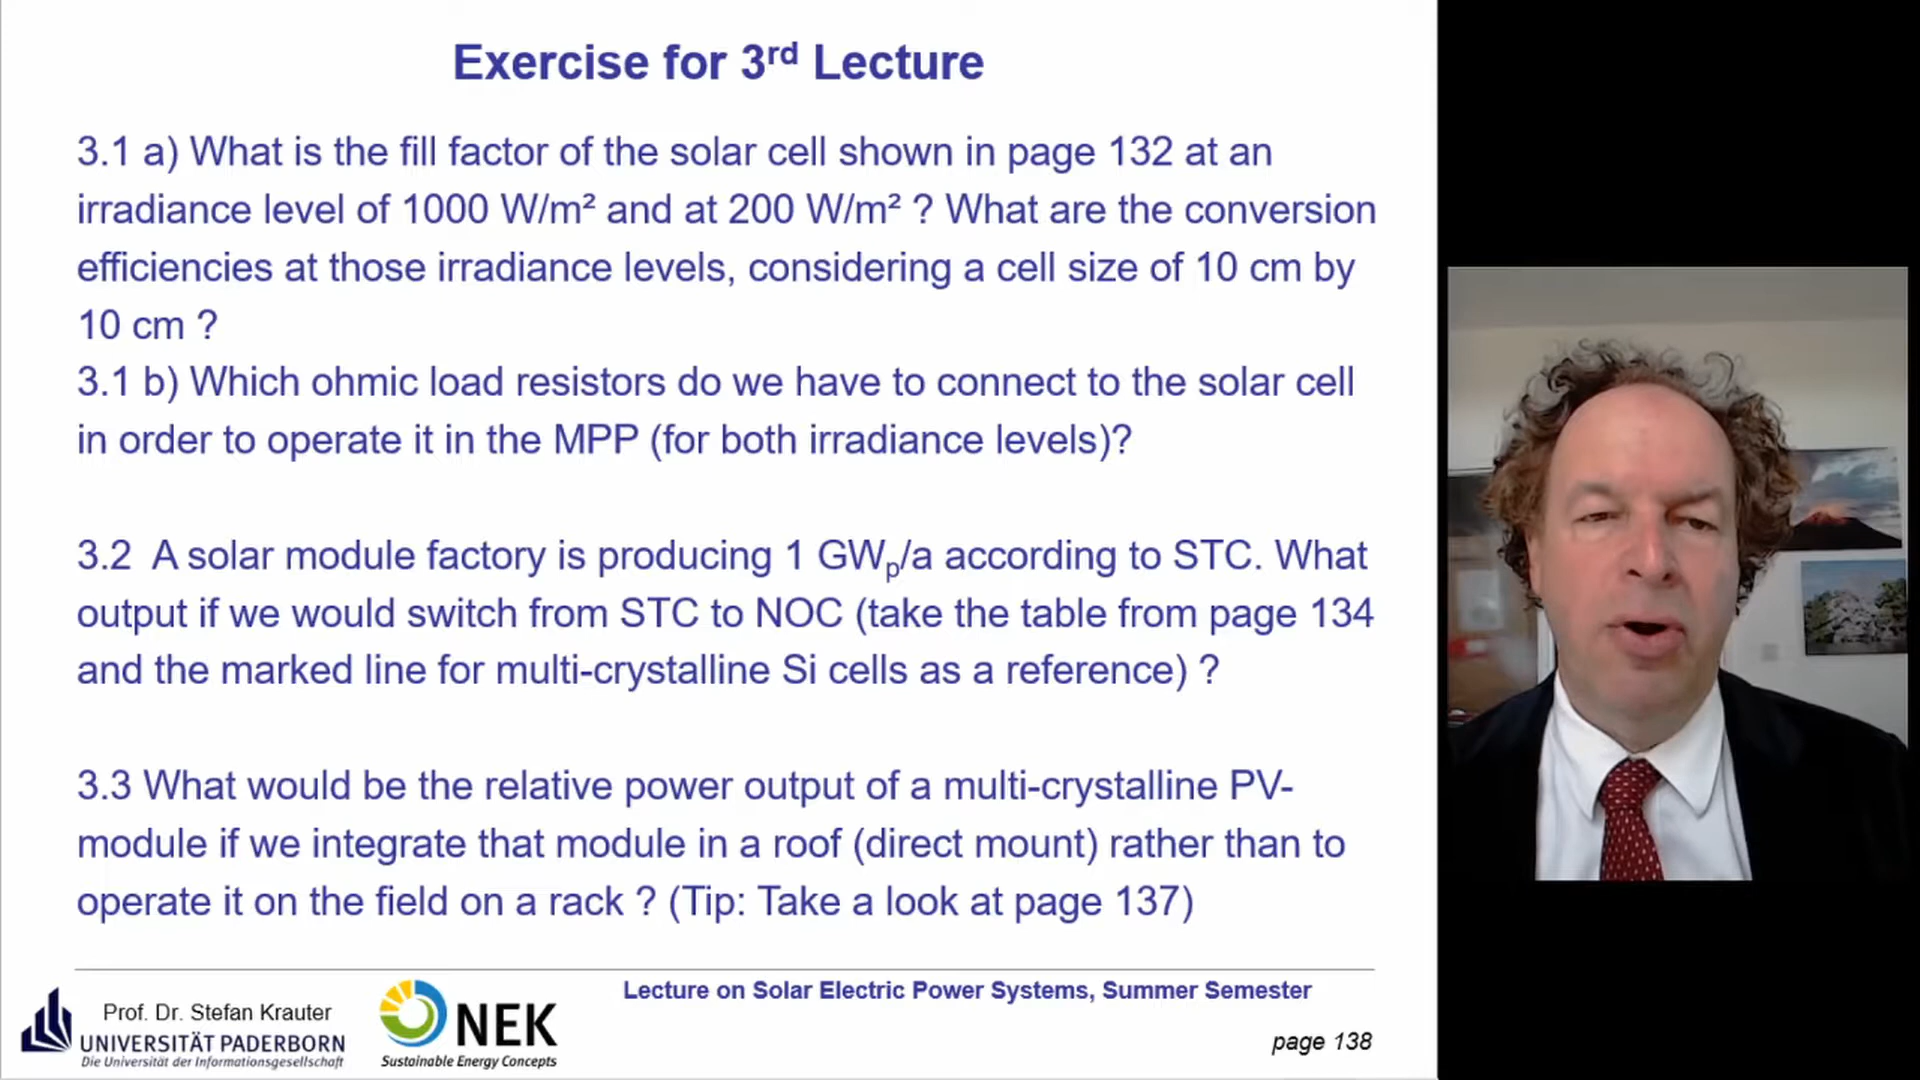 Exercise for 3rd Lecture
3.1 a) What is the fill factor of the solar cell shown in page 132 at an
irradiance level of 1000 W/m² and at 200 W/m² ? What are the conversion
efficiencies at those irradiance levels, considering a cell size of 10 cm by
10 cm ?
3.1 b) Which ohmic load resistors do we have to connect to the solar cell
in order to operate it in the MPP (for both irradiance levels)?
3.2 A solar module factory is producing 1 GWp/a according to STC. What
output if we would switch from STC to NOC (take the table from page 134
and the marked line for multi-crystalline Si cells as a reference) ?
3.3 What would be the relative power output of a multi-crystalline PV-
module if we integrate that module in a roof (direct mount) rather than to
operate it on the field on a rack ? (Tip: Take a look at page 137)
Prof. Dr. Stefan Krauter
UNIVERSITÄT PADERBORN
Die Universität der Informationsgesellschaft
NEK
Sustainable Energy Concepts
Lecture on Solar Electric Power Systems, Summer Semester
page 138